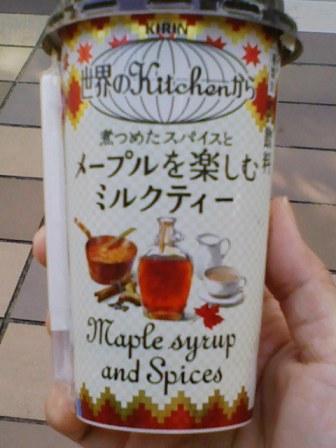 KIRIN
世界のKitchenから
煮つめたスパイスと
メープルを楽しむ
ミルクティー
Maple syrup
and Spices